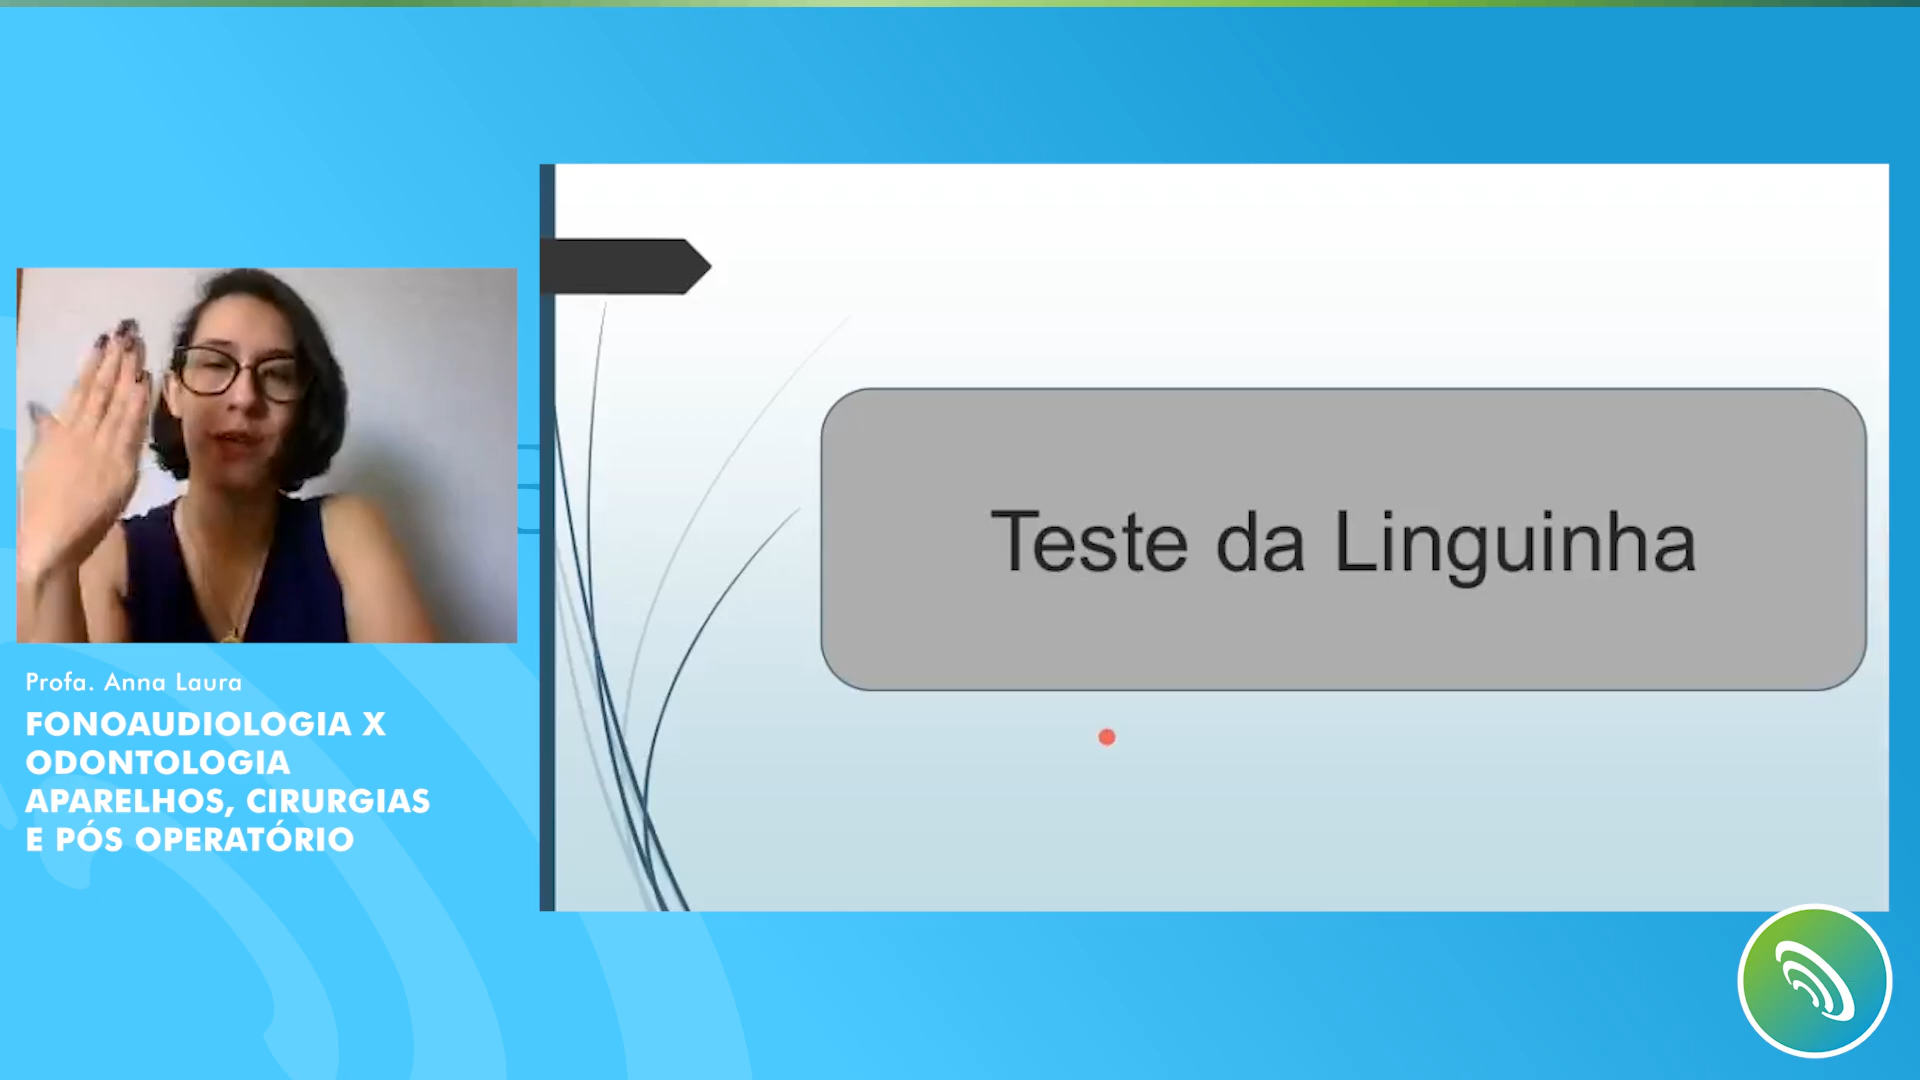 Teste da Linguinha
Profa. Anna Laura
FONOAUDIOLOGIA X
ODONTOLOGIA
APARELHOS, CIRURGIAS
E PÓS OPERATÓRIO